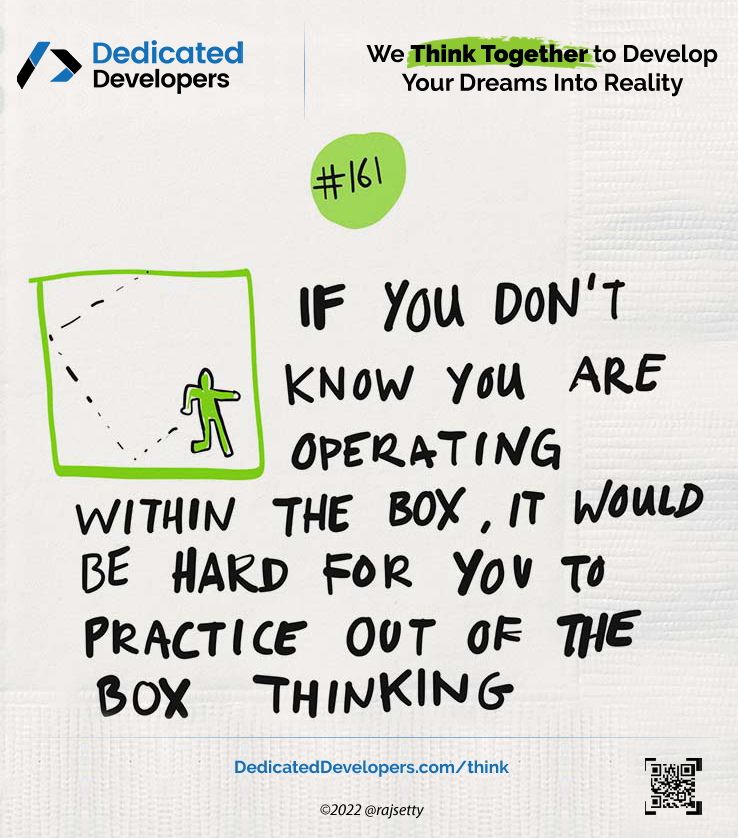 Dedicated
Developers
We Think Together to Develop
Your Dreams Into Reality
#161
IF YOU DON'T
KNOW YOU ARE
OPERATING
WITHIN THE BOX, IT WOULD
BE HARD FOR YOU TO
PRACTICE OUT OF THE
BOX THINKING
DedicatedDevelopers.com/think
©2022 @rajsetty